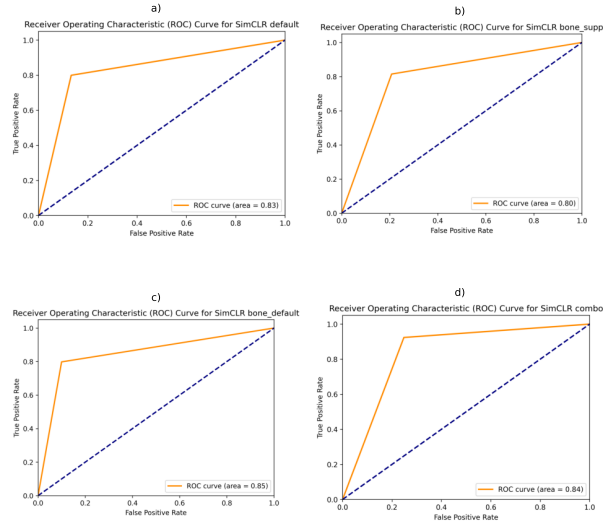 a)
Receiver Operating Characteristic (ROC) Curve for SimCLR default
1.0
0.8
0.6
0.4
0.2
0.0
True Positive Rate
0.0 0.2 0.4 0.6 0.8 1.0
False Positive Rate
ROC curve (area = 0.83)
b)
Receiver Operating Characteristic (ROC) Curve for SimCLR bone_supp
1.0
0.8
0.6
0.4
0.2
0.0
True Positive Rate
0.0 0.2 0.4 0.6 0.8 1.0
False Positive Rate
ROC curve (area = 0.80)
c)
Receiver Operating Characteristic (ROC) Curve for SimCLR bone_default
1.0
0.8
0.6
0.4
0.2
0.0
True Positive Rate
0.0 0.2 0.4 0.6 0.8 1.0
False Positive Rate
ROC curve (area = 0.85)
d)
Receiver Operating Characteristic (ROC) Curve for SimCLR combo
1.0
0.8
0.6
0.4
0.2
0.0
True Positive Rate
0.0 0.2 0.4 0.6 0.8 1.0
False Positive Rate
ROC curve (area = 0.84)